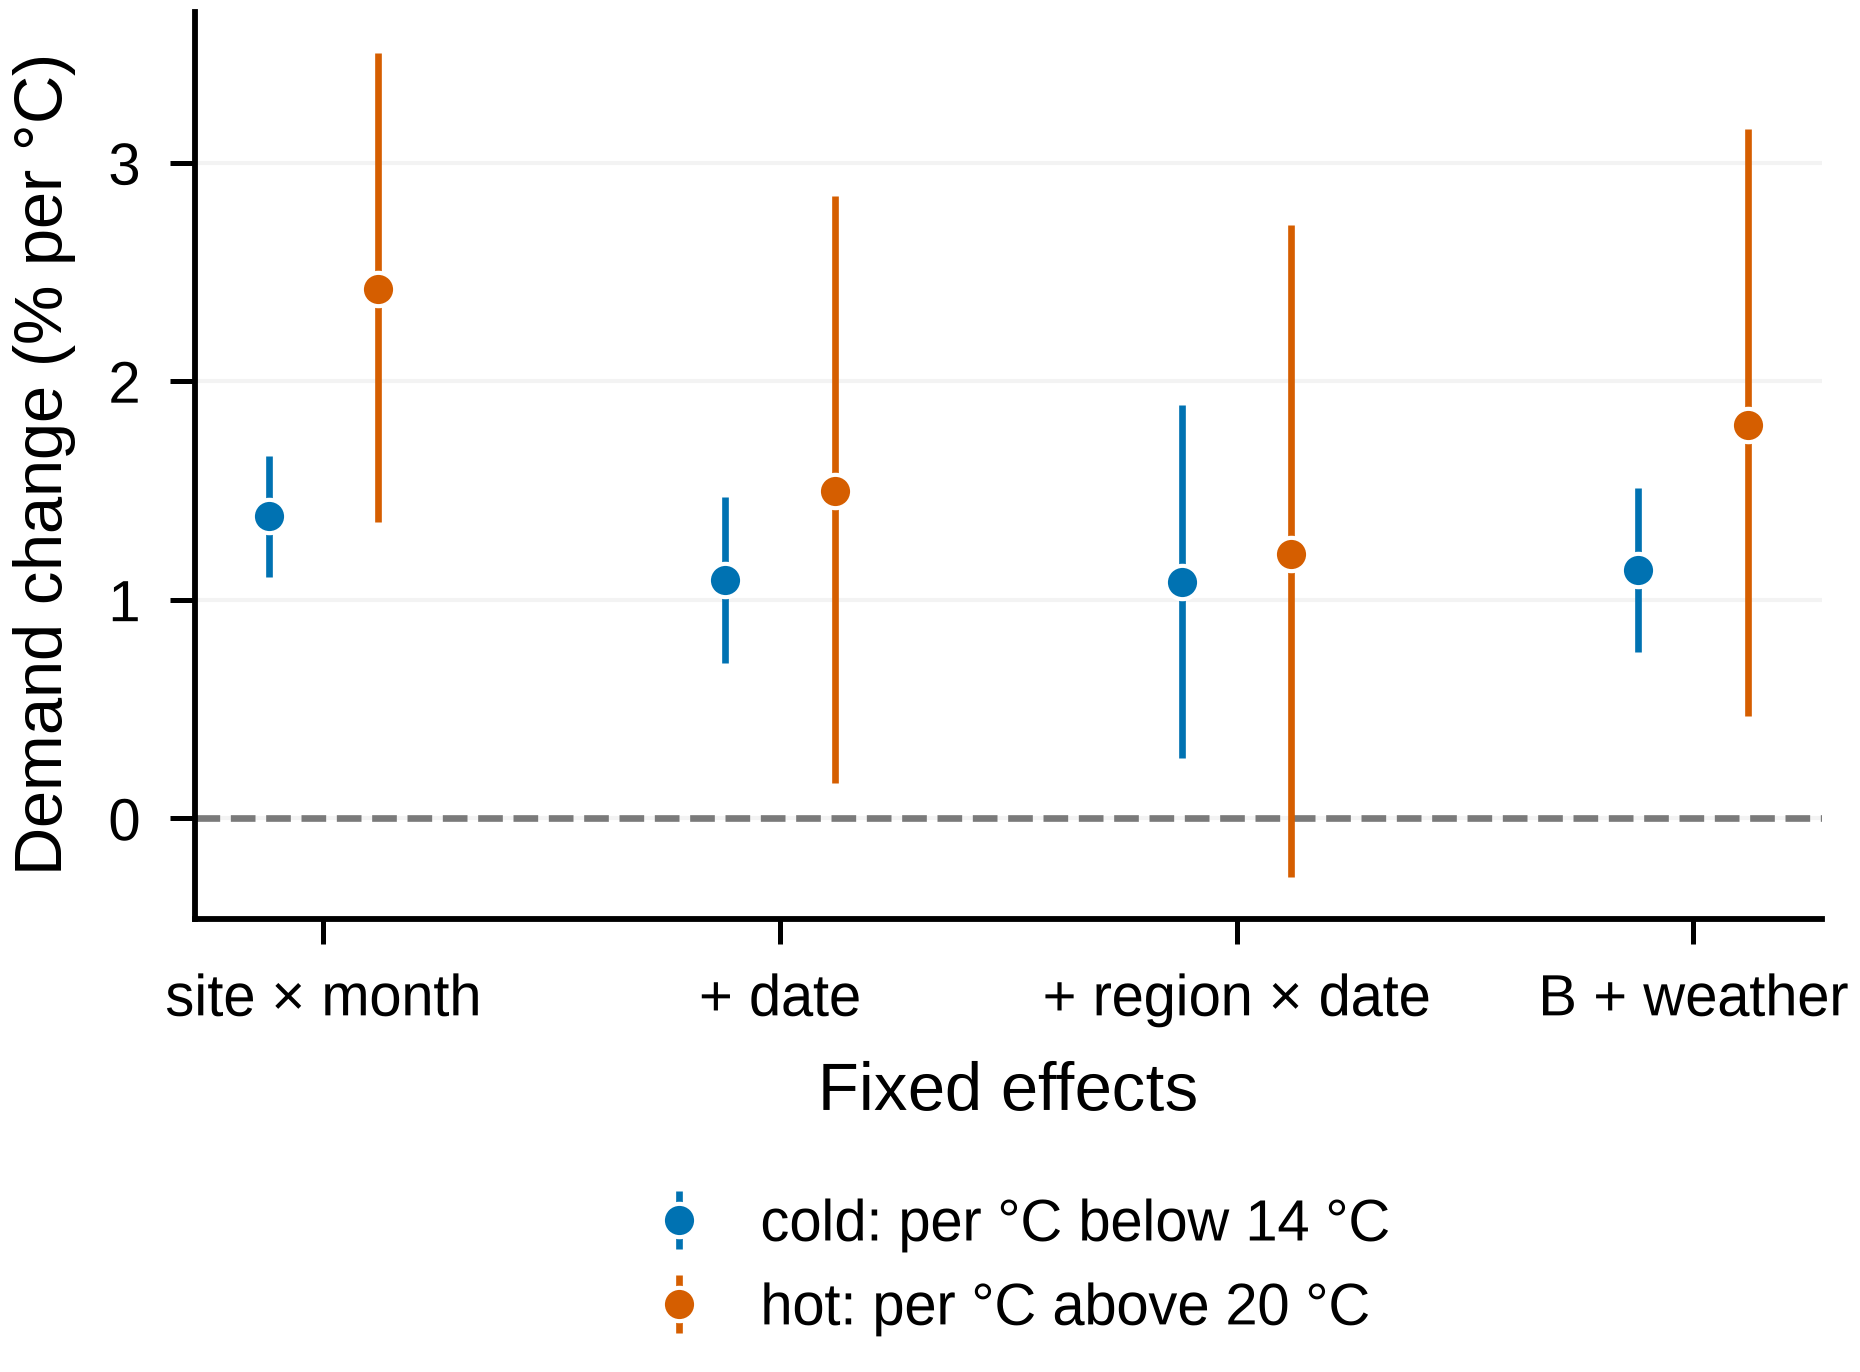 Demand change (% per °C)
3
2
1
0
site × month
+ date
+ region × date
B + weather
Fixed effects
cold: per °C below 14 °C
hot: per °C above 20 °C